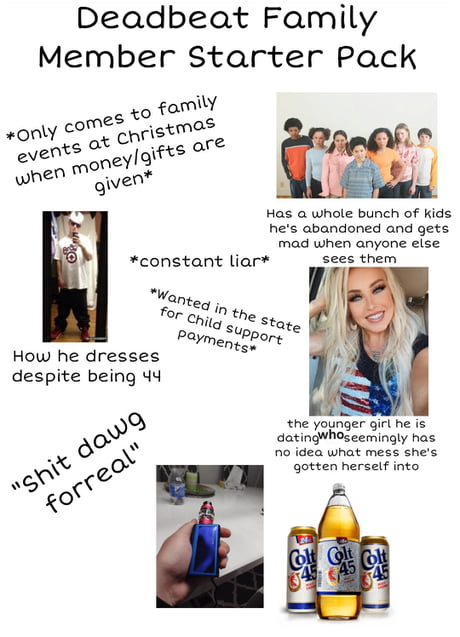 Deadbeat Family
Member Starter Pack
*Only comes to family
events at Christmas
when money/gifts are
given*
Has a whole bunch of kids
he's abandoned and gets
mad when anyone else
sees them
*constant liar*
*Wanted in the state
for Child support
payments*
How he dresses
despite being 44
the younger girl he is
dating who seemingly has
no idea what mess she's
gotten herself into
"shit dawg
forreal"
Colt
45
Colt
45
Colt
45